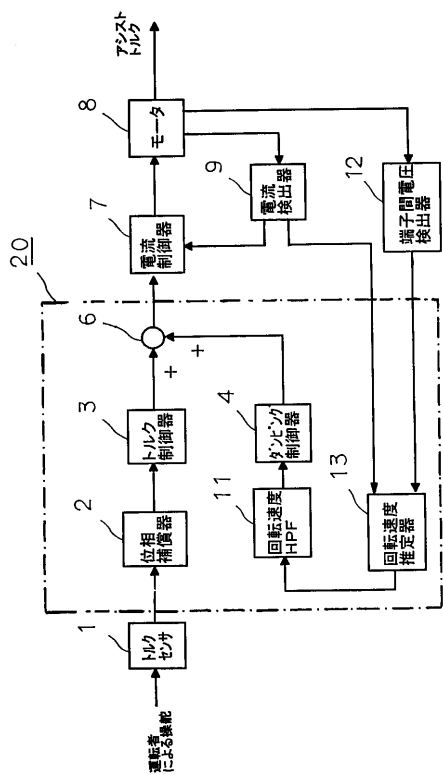 20
運転者
による操舵
1
トルク
センサ
2
位相
補償器
3
トルク
制御器
6
+
+
7
電流
制御器
8
モータ
アシスト
トルク
9
電流
検出器
4
ダンピング
制御器
11
回転速度
HPF
12
端子間電圧
検出器
13
回転速度
推定器